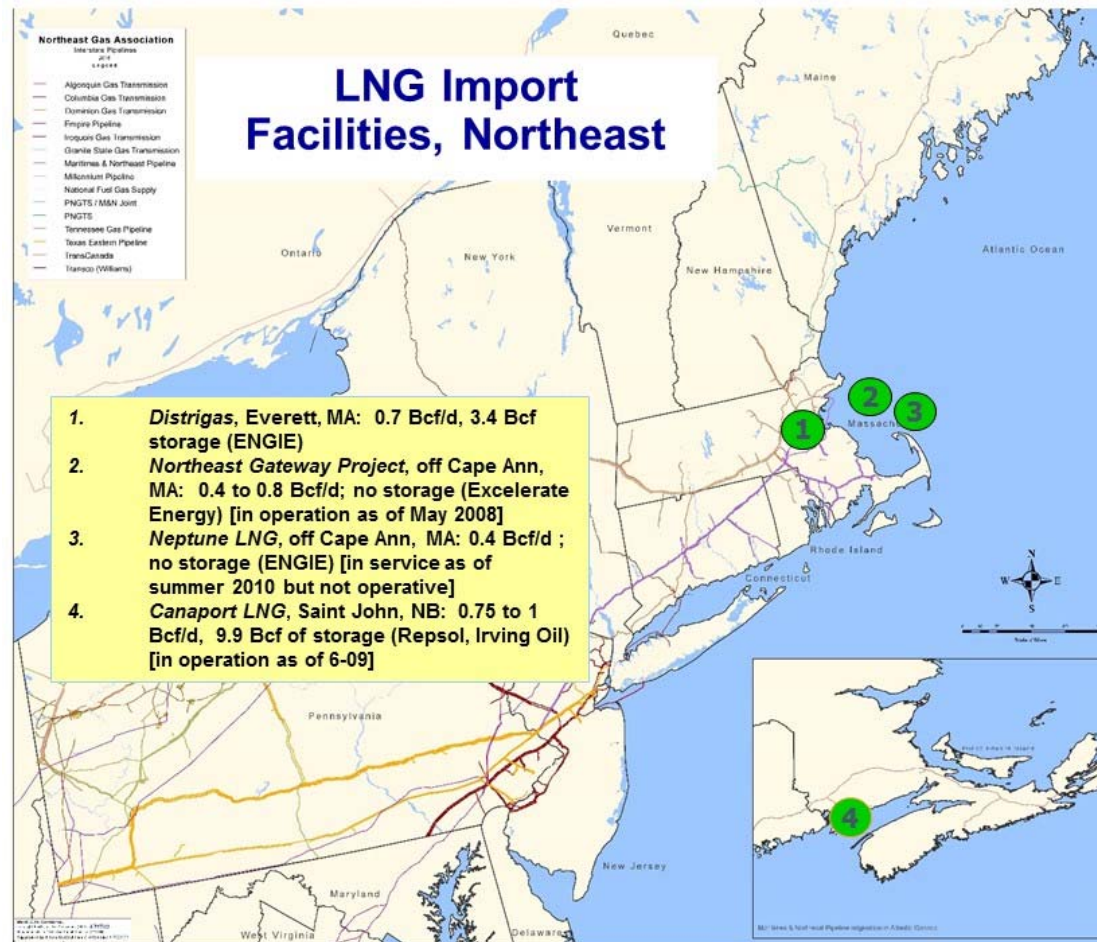 Northeast Gas Association
Interstate Pipelines
Legend
Algonquin Gas Transmission
Columbia Gas Transmission
Dominion Gas Transmission
Empire Pipeline
Iroquois Gas Transmission
Granite State Gas Transmission
Maritimes & Northeast Pipeline
Millennium Pipeline
National Fuel Gas Supply
PNGTS / M&N Joint
PNGTS
Tennessee Gas Pipeline
Texas Eastern Pipeline
TransCanada
Transco (Williams)
LNG Import
Facilities, Northeast
Quebec
Maine
Ontario
New York
Vermont
New Hampshire
Atlantic Ocean
1
2
3
Massachu
1. Distrigas, Everett, MA: 0.7 Bcf/d, 3.4 Bcf
storage (ENGIE)
2. Northeast Gateway Project, off Cape Ann,
MA: 0.4 to 0.8 Bcf/d; no storage (Excelerate
Energy) [in operation as of May 2008]
3. Neptune LNG, off Cape Ann, MA: 0.4 Bcf/d ;
no storage (ENGIE) [in service as of
summer 2010 but not operative]
4. Canaport LNG, Saint John, NB: 0.75 to 1
Bcf/d, 9.9 Bcf of storage (Repsol, Irving Oil)
[in operation as of 6-09]
Rhode Island
Connecticut
N
W E
S
Pennsylvania
New Jersey
Maryland
West Virginia
Delaware
Prince Edward Island
4